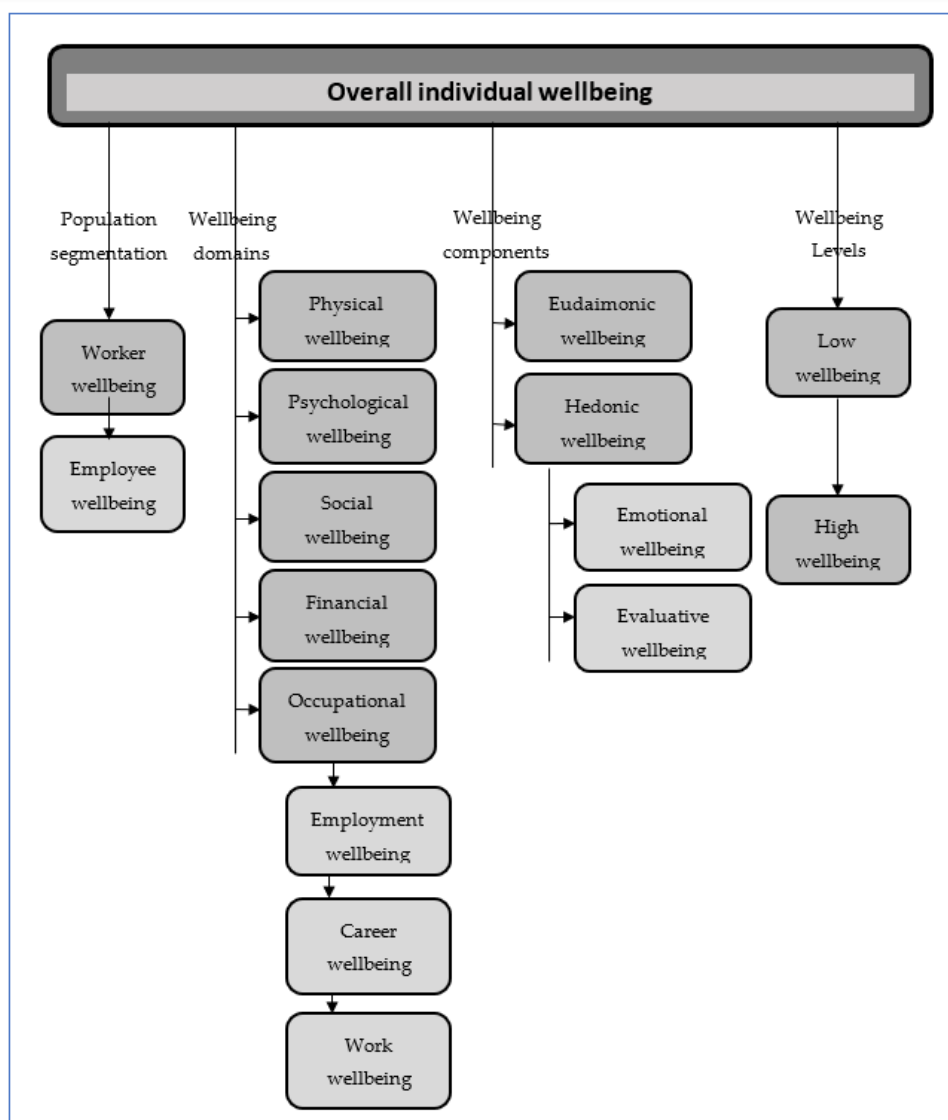 Overall individual wellbeing
Population
segmentation
Worker
wellbeing
Employee
wellbeing
Wellbeing
domains
Physical
wellbeing
Psychological
wellbeing
Social
wellbeing
Financial
wellbeing
Occupational
wellbeing
Employment
wellbeing
Career
wellbeing
Work
wellbeing
Wellbeing
components
Eudaimonic
wellbeing
Hedonic
wellbeing
Emotional
wellbeing
Evaluative
wellbeing
Wellbeing
Levels
Low
wellbeing
High
wellbeing